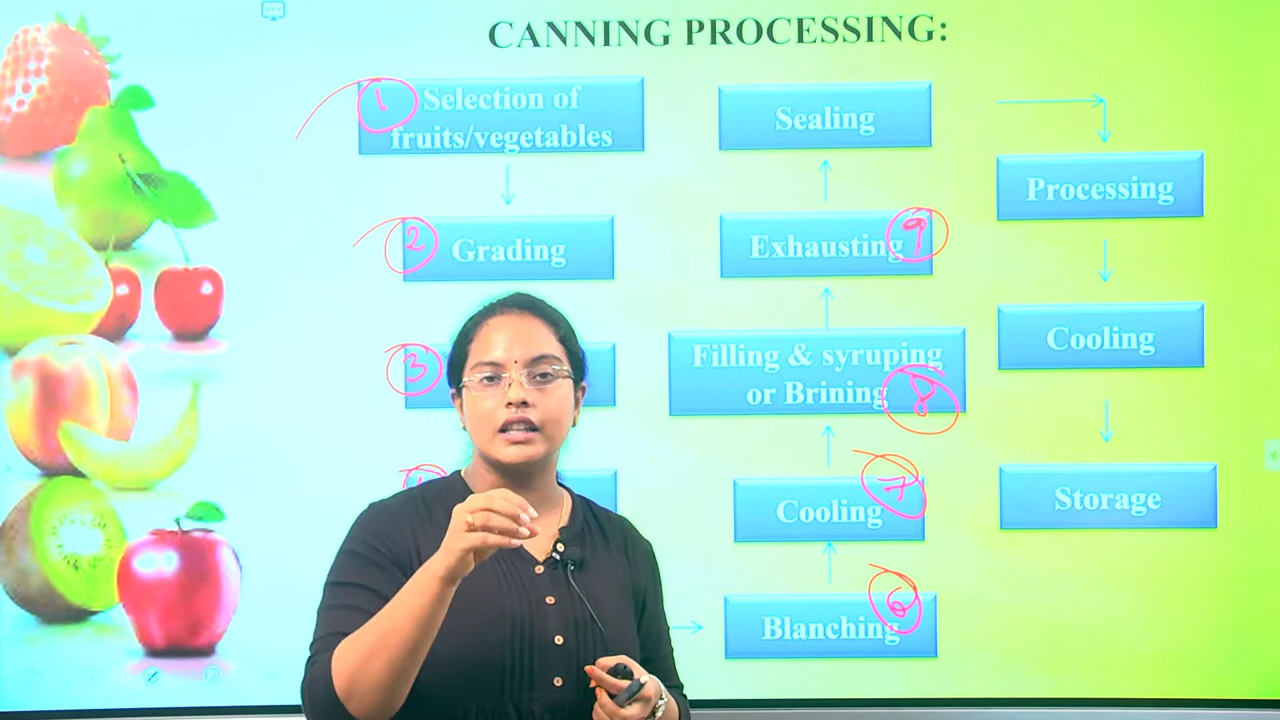 CANNING PROCESSING:
1
Selection of
fruits/vegetables
2
Grading
3
Sealing
Exhausting
9
Filling & syruping
or Brining
8
Cooling
7
Blanching
6
Processing
Cooling
Storage